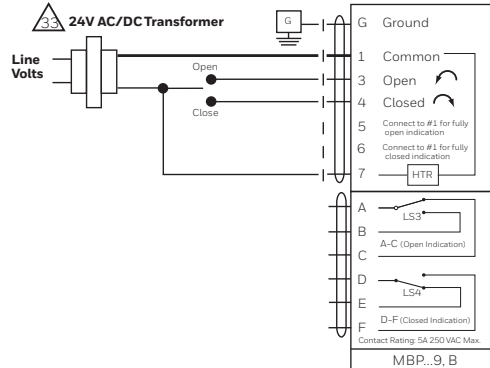 33 24V AC/DC Transformer
Line
Volts
Open
Close
G
G Ground
1 Common
3 Open
4 Closed
5 Connect to #1 for fully
open indication
6 Connect to #1 for fully
closed indication
7 HTR
A
LS3
B
A-C (Open Indication)
C
D
LS4
E
D-F (Closed Indication)
F
Contact Rating: 5A 250 VAC Max.
MBP...9, B